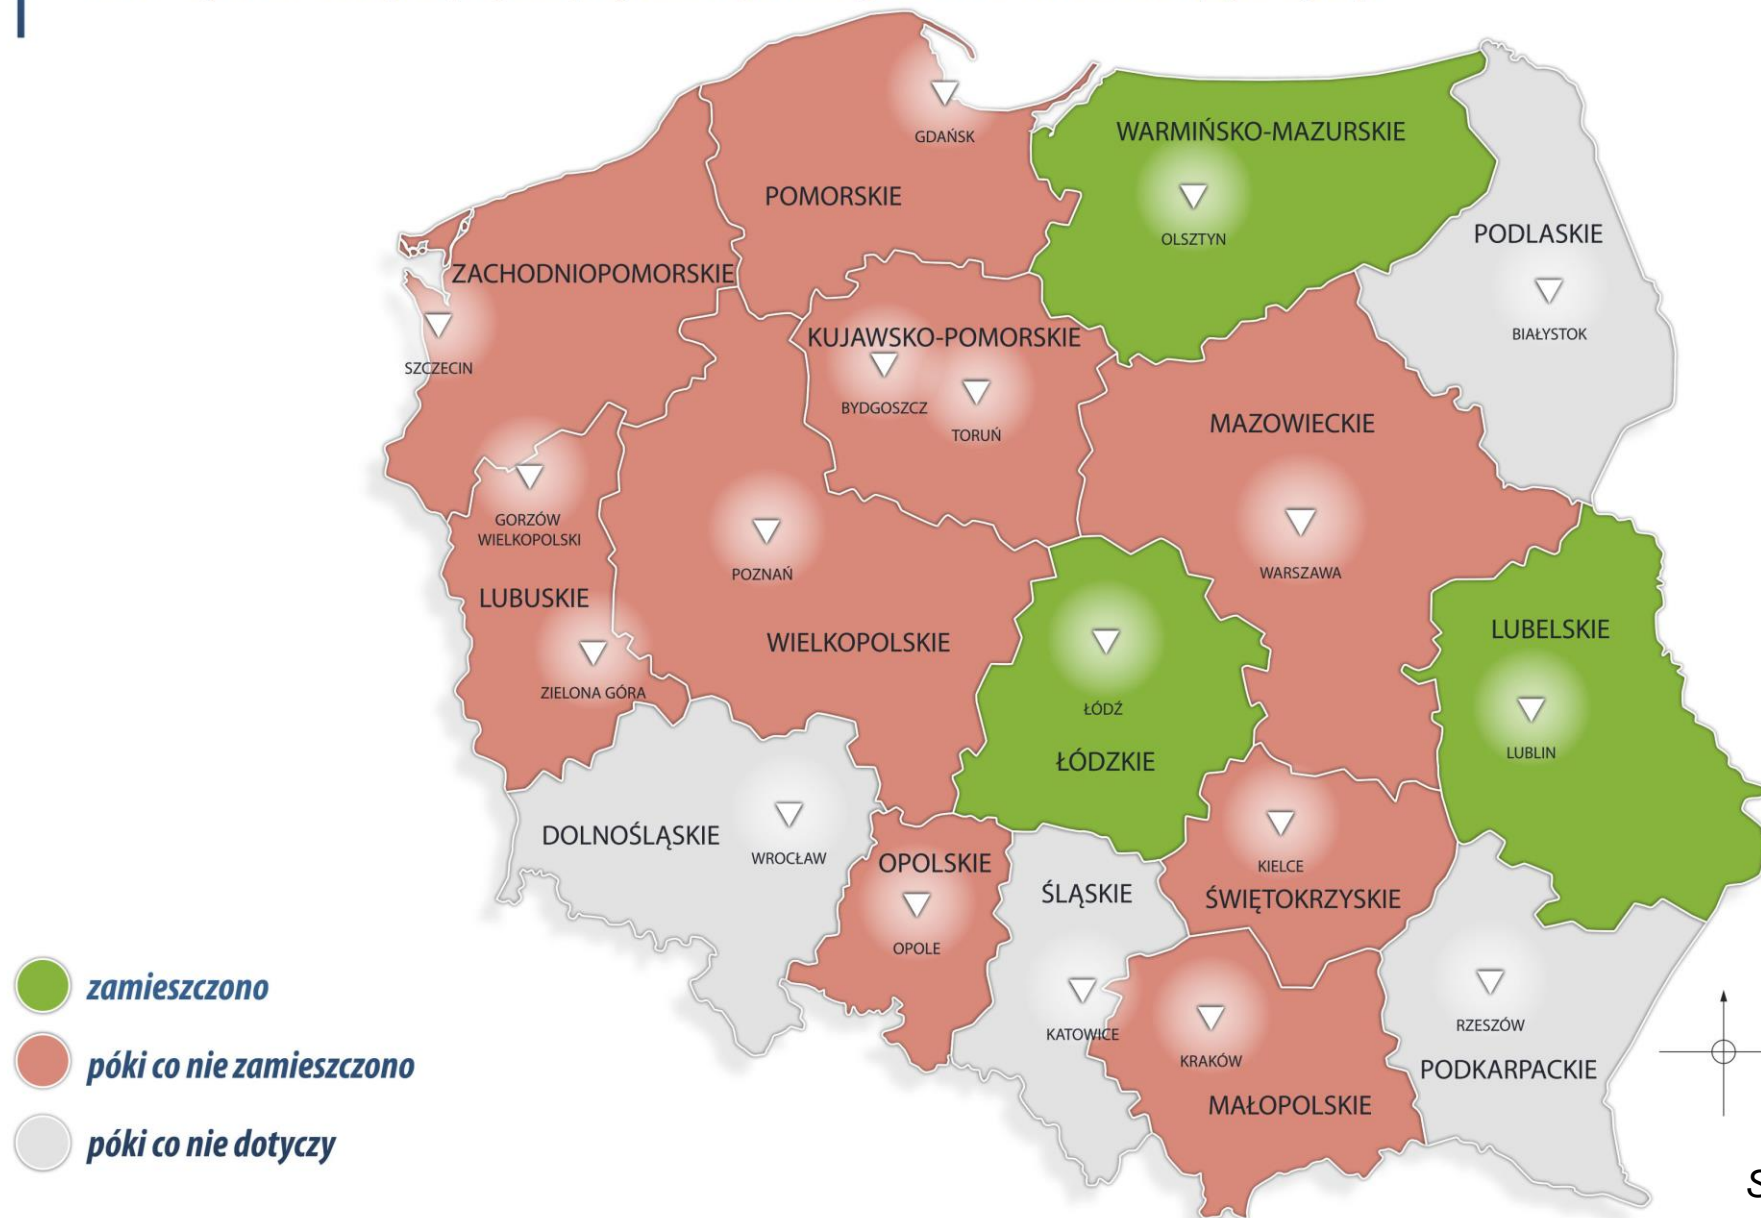 GDAŃSK
WARMIŃSKO-MAZURSKIE
POMORSKIE
OLSZTYN
PODLASKIE
ZACHODNIOPOMORSKIE
BIAŁYSTOK
KUJAWSKO-POMORSKIE
SZCZECIN
BYDGOSZCZ
TORUŃ
MAZOWIECKIE
GORZÓW
WIELKOPOLSKI
POZNAŃ
WARSZAWA
LUBUSKIE
WIELKOPOLSKIE
LUBELSKIE
ZIELONA GÓRA
ŁÓDŹ
ŁÓDZKIE
LUBLIN
DOLNOŚLĄSKIE
WROCŁAW
OPOLSKIE
KIELCE
ŚLĄSKIE
ŚWIĘTOKRZYSKIE
OPOLE
zamieszczono
KATOWICE
RZESZÓW
KRAKÓW
póki co nie zamieszczono
PODKARPACKIE
MAŁOPOLSKIE
póki co nie dotyczy